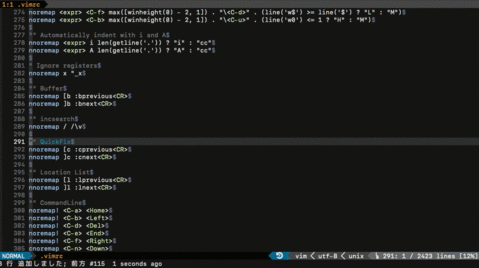 1:1 .vimrc
274 noremap <expr> <C-f> max([winheight(0) - 2, 1]) . "\<C-d>" . (line('w$') >= line('$') ? "L" : "M")
275 noremap <expr> <C-b> max([winheight(0) - 2, 1]) . "\<C-u>" . (line('w0') <= 1 ? "H" : "M")
276 $
277 "" Automatically indent with i and A$
278 nnoremap <expr> i len(getline('.')) ? "i" : "cc"
279 nnoremap <expr> A len(getline('.')) ? "A" : "cc"
280 $
281 " Ignore registers$
282 nnoremap x "_x$
283 $
284 "" Buffer$
285 nnoremap [b :bprevious<CR>$
286 nnoremap ]b :bnext<CR>$
287 $
288 "" incsearch$
289 nnoremap / /\v$
290 $
291 "" QuickFix$
292 nnoremap [c :cprevious<CR>$
293 nnoremap ]c :cnext<CR>$
294 $
295 "" Location List$
296 nnoremap [l :lprevious<CR>$
297 nnoremap ]l :lnext<CR>$
298 $
299 "" CommandLine$
300 noremap! <C-a> <Home>$
301 noremap! <C-b> <Left>$
302 noremap! <C-d> <Del>$
303 noremap! <C-e> <End>$
304 noremap! <C-f> <Right>$
305 cnoremap <C-n> <Down>$
NORMAL .vimrc vim < utf-8 < unix 291: 1 / 2423 lines [12%]
8 行 追加しました; 前方 #115 1 seconds ago